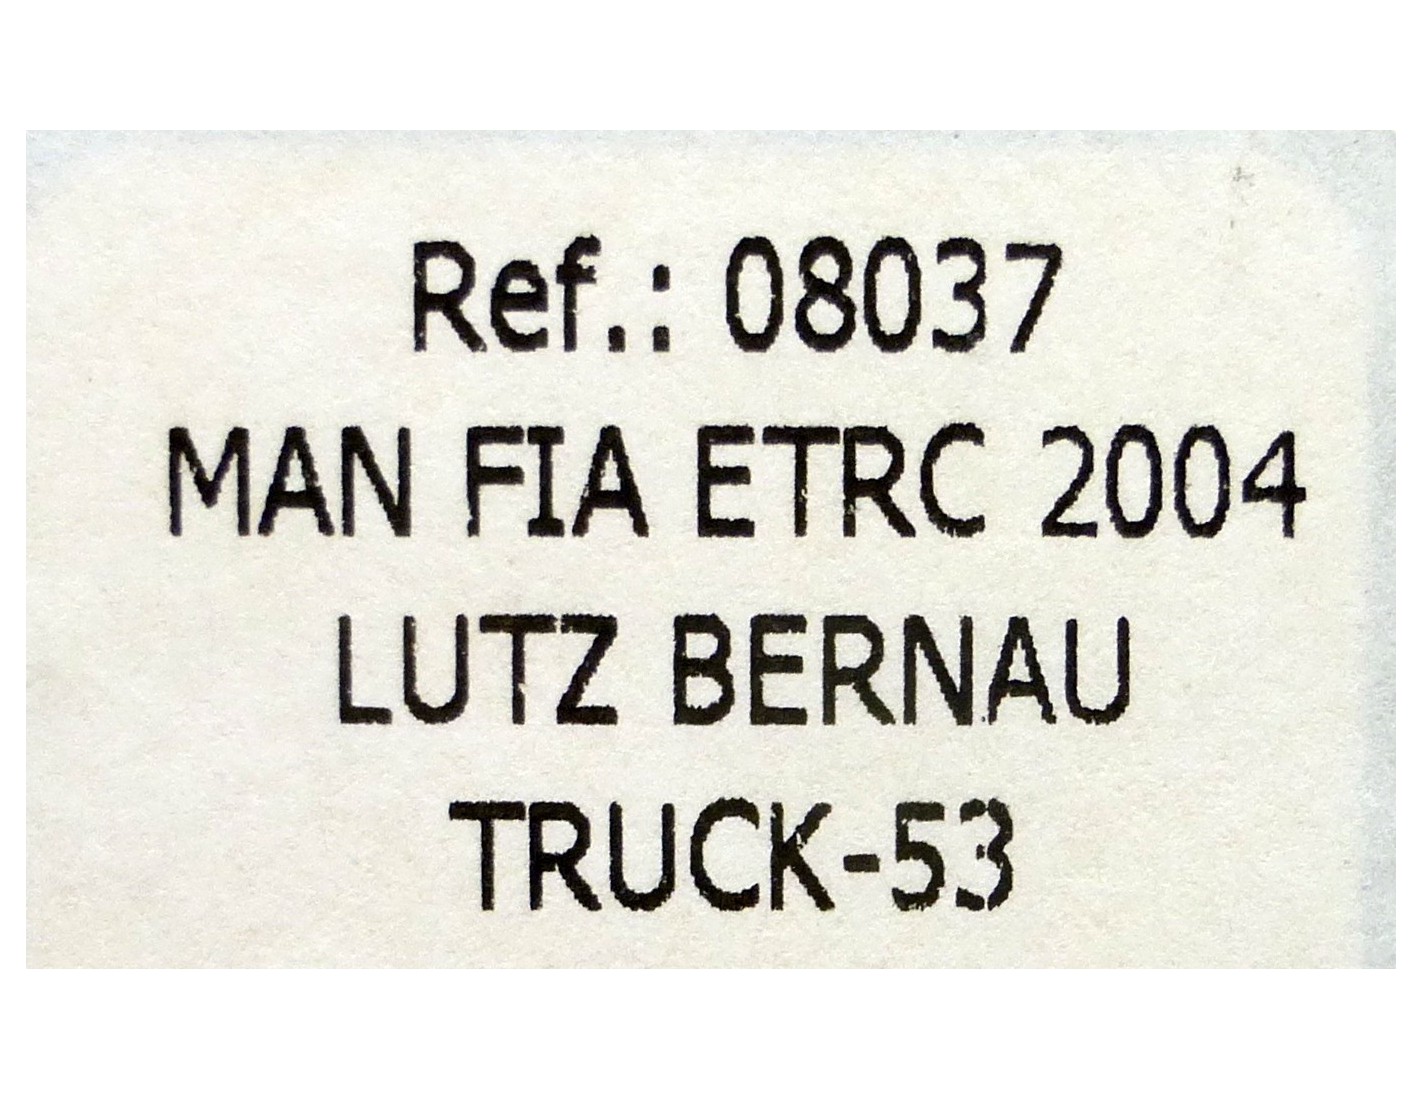 Ref.: 08037
MAN FIA ETRC 2004
LUTZ BERNAU
TRUCK-53